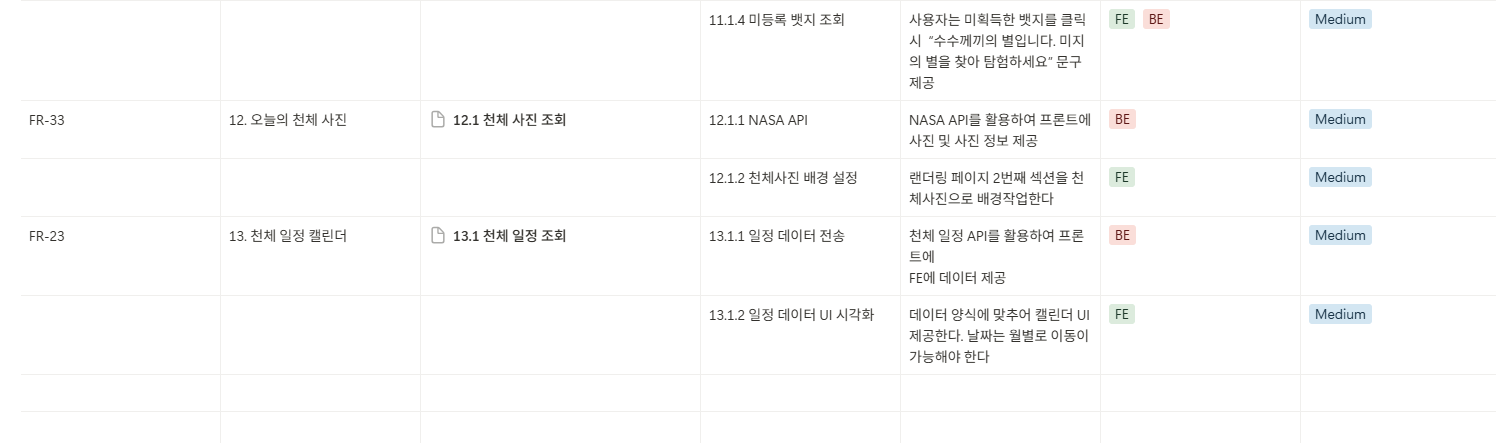 11.1.4 미등록 뱃지 조회
사용자는 미획득한 뱃지를 클릭
시 “수수께끼의 별입니다. 미지
의 별을 찾아 탐험하세요” 문구
제공
FE BE
Medium
FR-33
12. 오늘의 천체 사진
12.1 천체 사진 조회
12.1.1 NASA API
NASA API를 활용하여 프론트에
사진 및 사진 정보 제공
BE
Medium
12.1.2 천체사진 배경 설정
랜더링 페이지 2번째 섹션을 천
체사진으로 배경작업한다
FE
Medium
FR-23
13. 천체 일정 캘린더
13.1 천체 일정 조회
13.1.1 일정 데이터 전송
천체 일정 API를 활용하여 프론
트에
FE에 데이터 제공
BE
Medium
13.1.2 일정 데이터 UI 시각화
데이터 양식에 맞추어 캘린더 UI
제공한다. 날짜는 월별로 이동이
가능해야 한다
FE
Medium